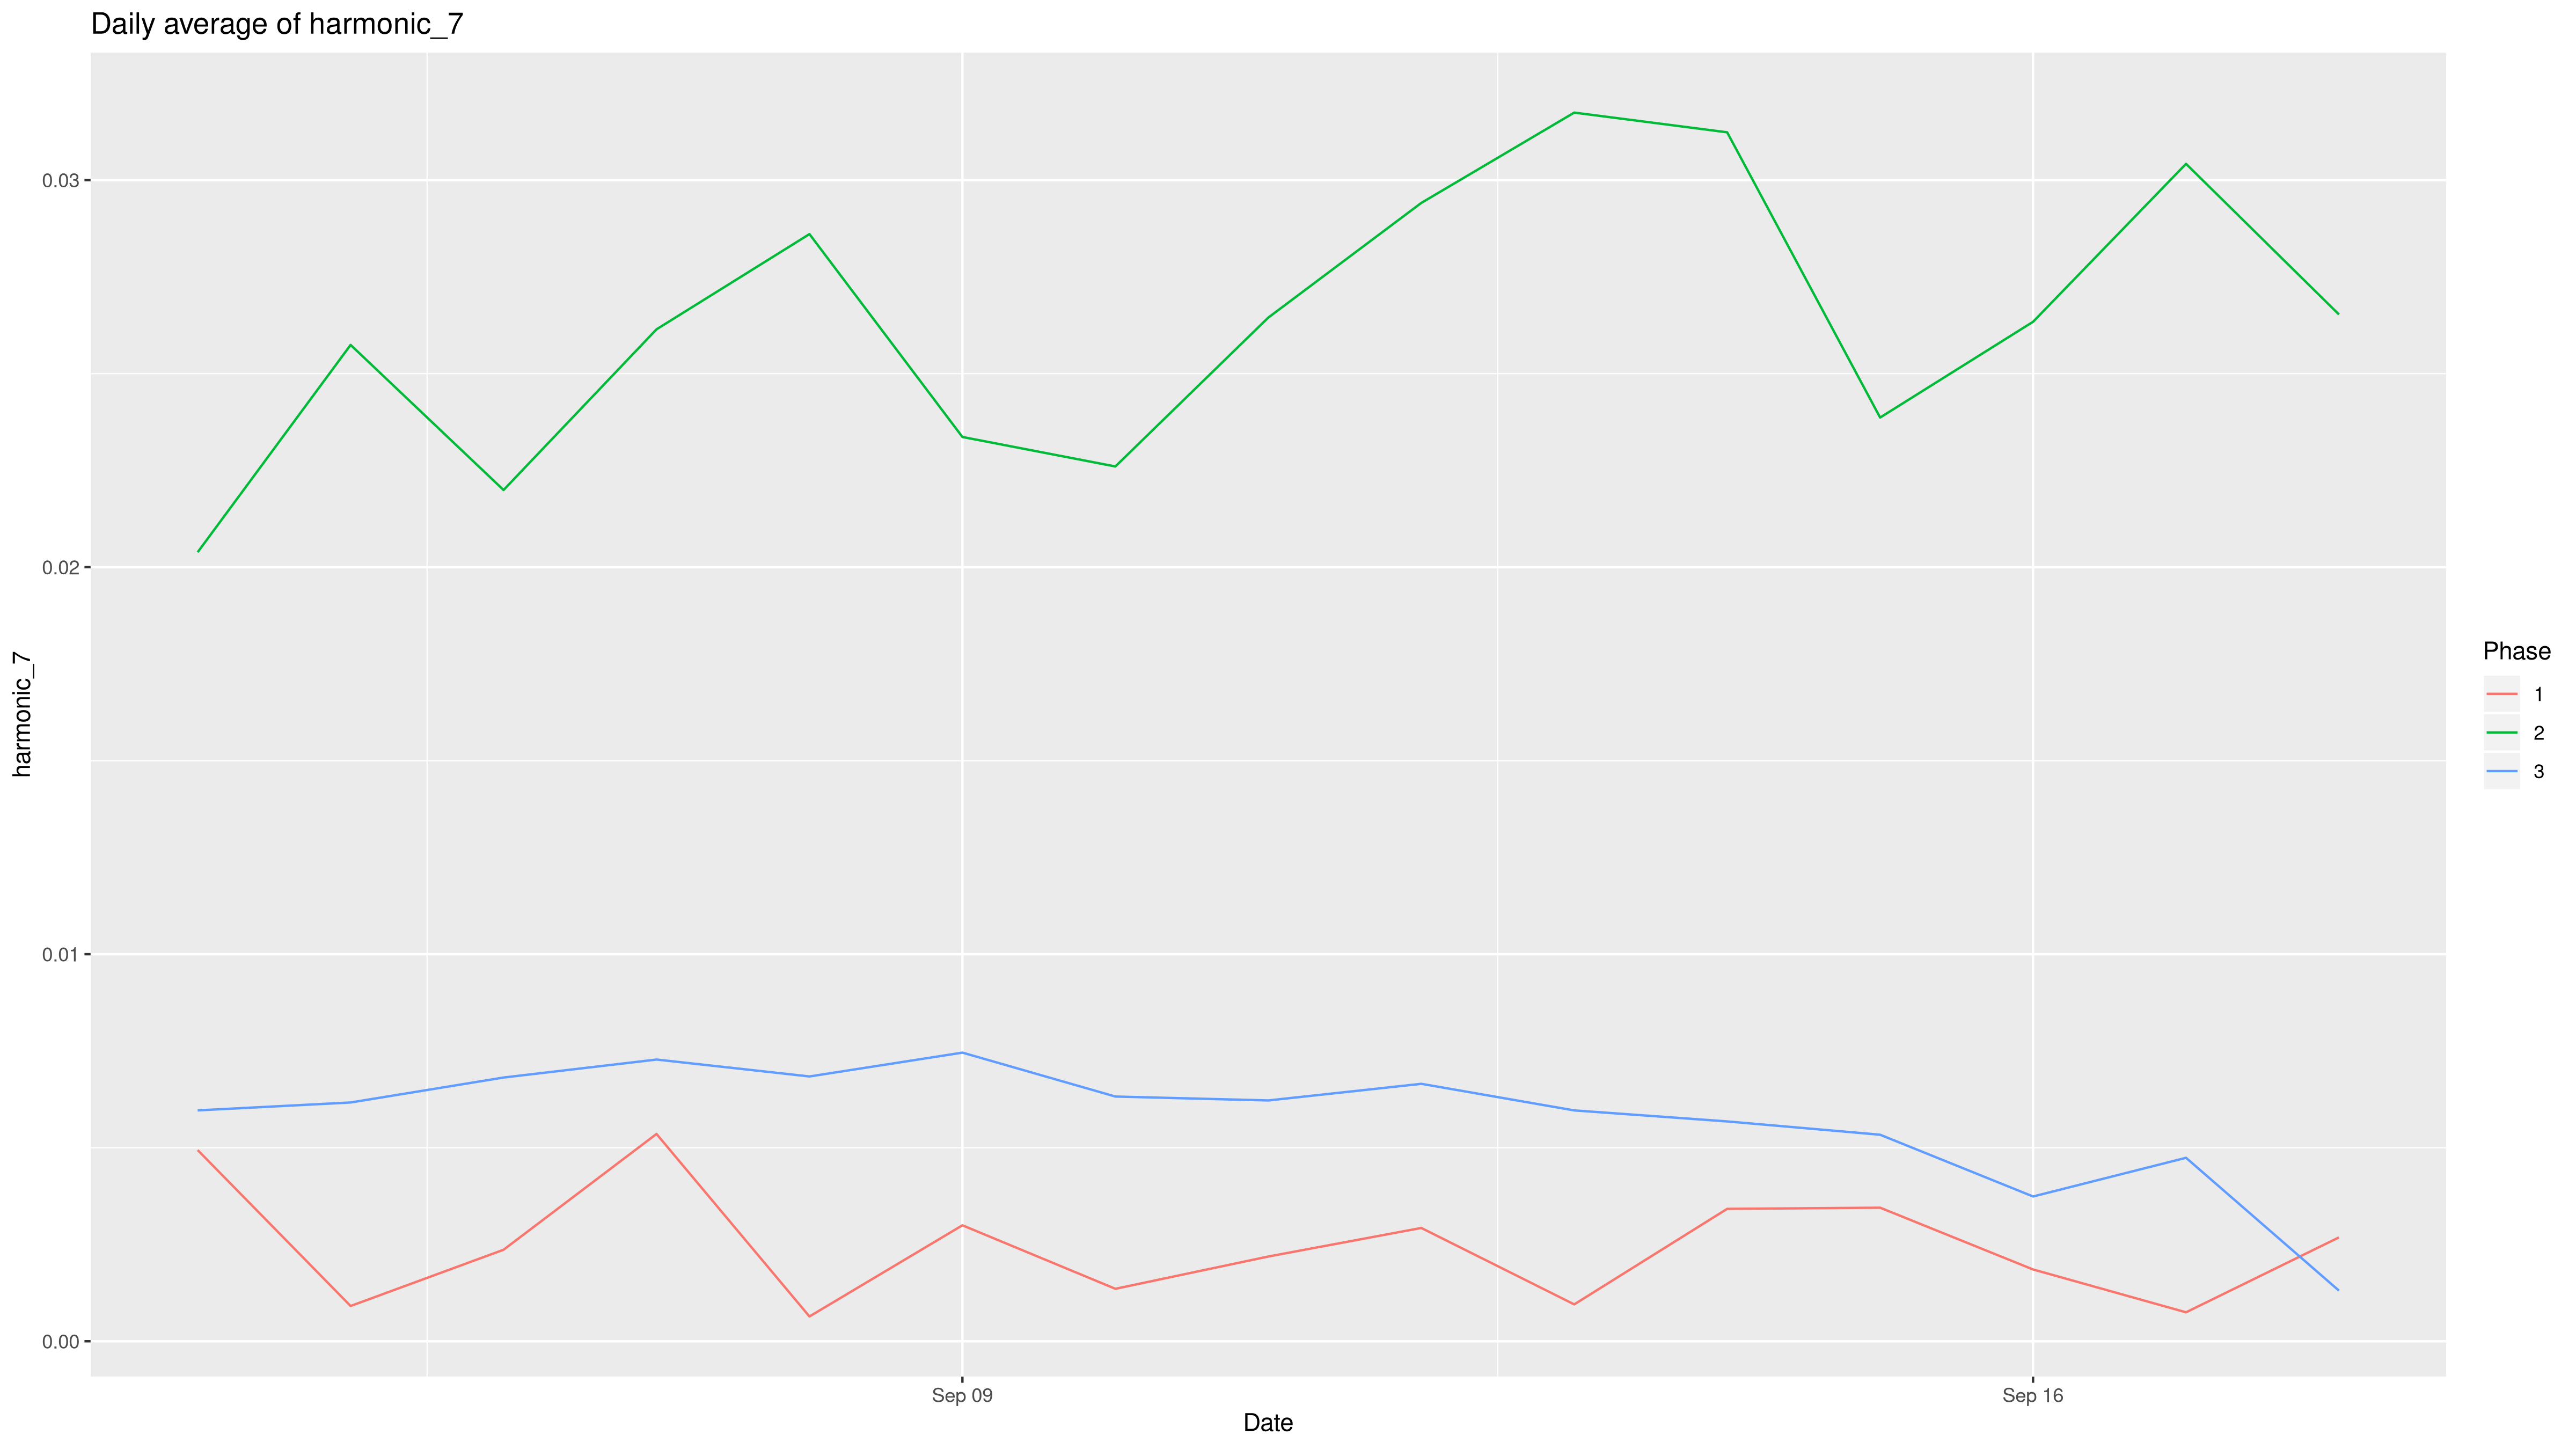 Daily average of harmonic_7
0.03
0.02
0.01
0.00
harmonic_7
Sep 09
Sep 16
Date
Phase
1
2
3